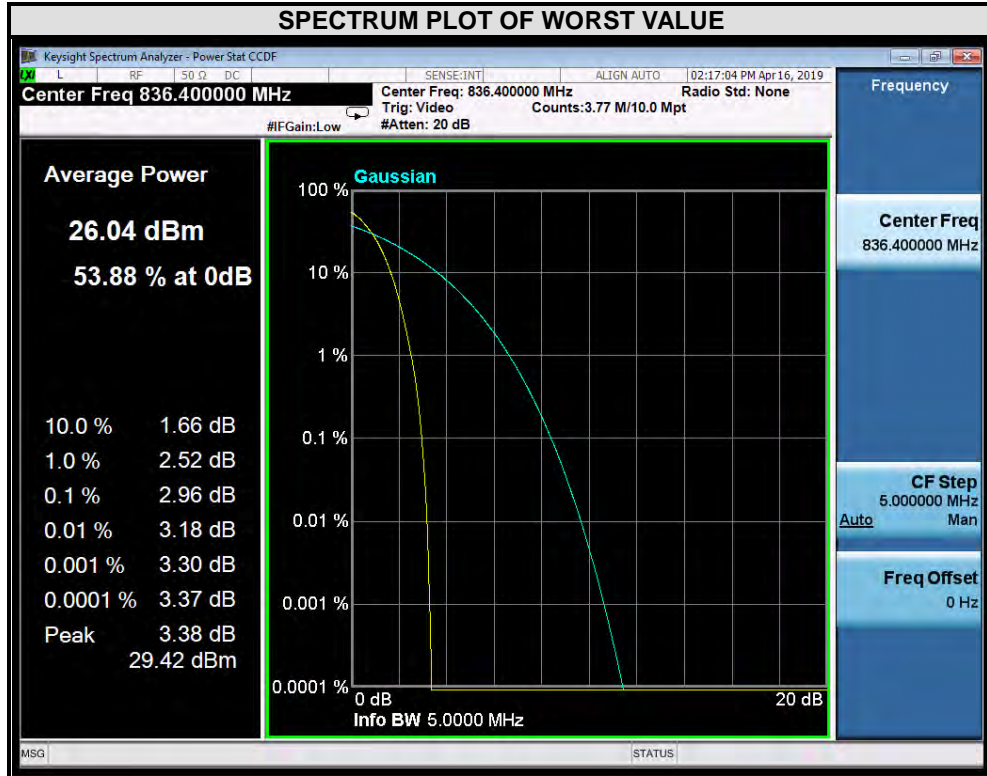 SPECTRUM PLOT OF WORST VALUE
Keysight Spectrum Analyzer - Power Stat CCDF
LXI L RF 50 Ω DC SENSE:INT ALIGN AUTO 02:17:04 PM Apr 16, 2019
Center Freq 836.400000 MHz
Center Freq: 836.400000 MHz Radio Std: None
Trig: Video Counts:3.77 M/10.0 Mpt
#IFGain:Low #Atten: 20 dB
Frequency
Average Power
26.04 dBm
53.88 % at 0dB
10.0 % 1.66 dB
1.0 % 2.52 dB
0.1 % 2.96 dB
0.01 % 3.18 dB
0.001 % 3.30 dB
0.0001 % 3.37 dB
Peak 3.38 dB
29.42 dBm
Gaussian
100 %
10 %
1 %
0.1 %
0.01 %
0.001 %
0.0001 %
0 dB 20 dB
Info BW 5.0000 MHz
Center Freq
836.400000 MHz
CF Step
5.000000 MHz
Auto Man
Freq Offset
0 Hz
MSG STATUS